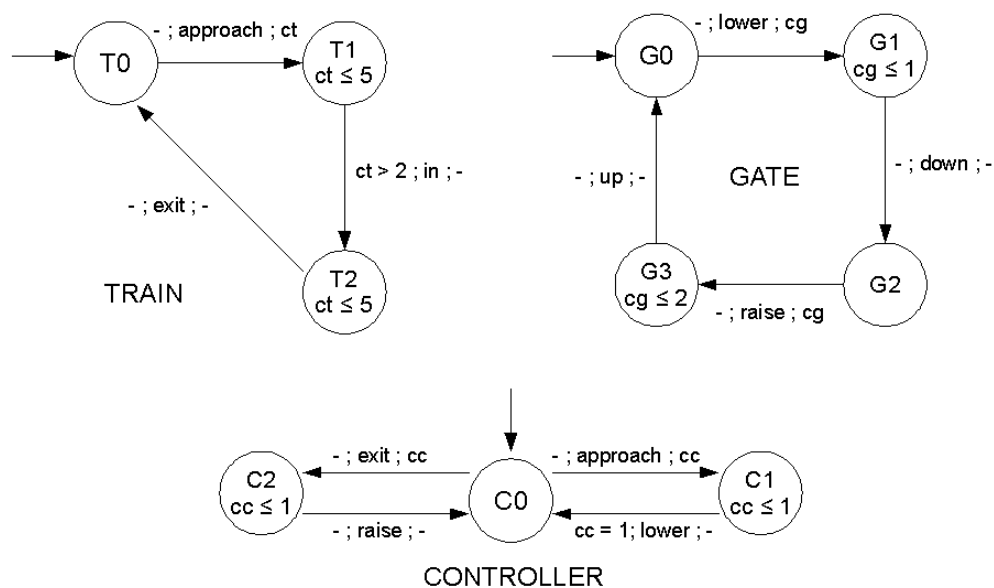 - ; approach ; ct
T0
T1
ct ≤ 5
ct > 2 ; in ; -
- ; exit ; -
T2
ct ≤ 5
TRAIN
- ; lower ; cg
G0
G1
cg ≤ 1
- ; up ; -
GATE
- ; down ; -
G3
cg ≤ 2
G2
- ; raise ; cg
- ; exit ; cc
- ; approach ; cc
C2
cc ≤ 1
C0
C1
cc ≤ 1
- ; raise ; -
cc = 1; lower ; -
CONTROLLER